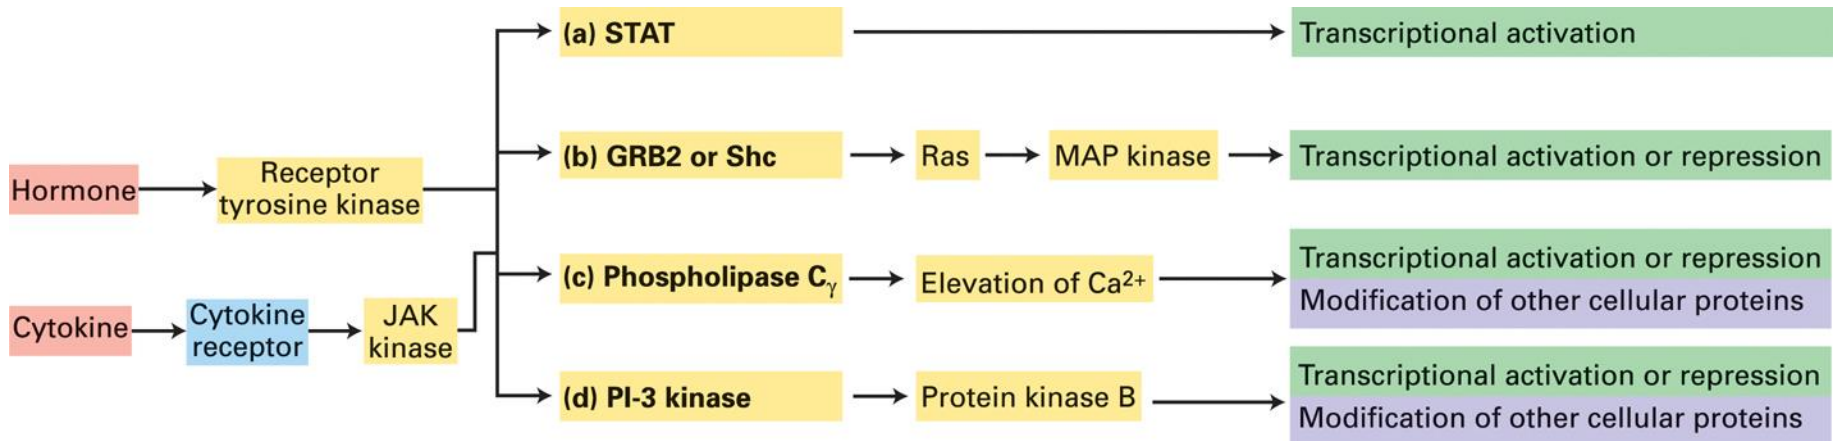 (a) STAT
Transcriptional activation
(b) GRB2 or Shc
Ras
MAP kinase
Transcriptional activation or repression
Hormone
Receptor
tyrosine kinase
(c) Phospholipase Cγ
Elevation of Ca2+
Transcriptional activation or repression
Modification of other cellular proteins
Cytokine
Cytokine
receptor
JAK
kinase
(d) PI-3 kinase
Protein kinase B
Transcriptional activation or repression
Modification of other cellular proteins